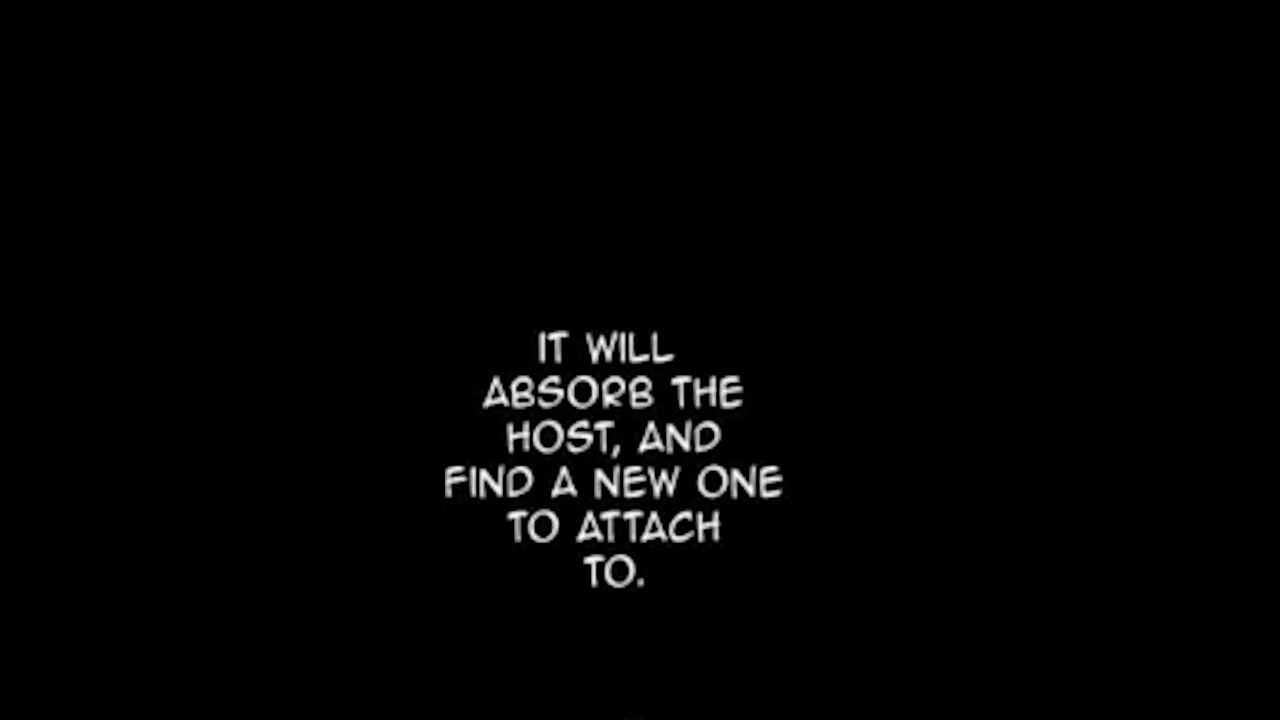 IT WILL
ABSORB THE
HOST, AND
FIND A NEW ONE
TO ATTACH
TO.